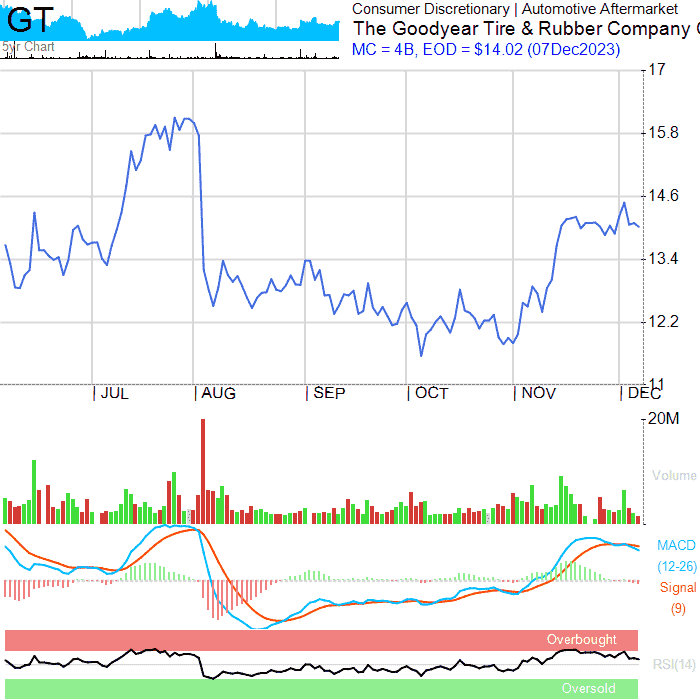 GT
5yr Chart
Consumer Discretionary | Automotive Aftermarket
The Goodyear Tire & Rubber Company
MC = 4B, EOD = $14.02 (07Dec2023)
17
15.8
14.6
13.4
12.2
11
JUL AUG SEP OCT NOV DEC
20M
Volume
MACD
(12-26)
Signal
(9)
Overbought
RSI(14)
Oversold